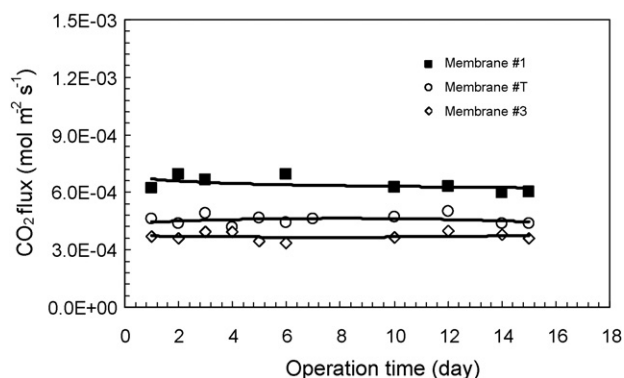 1.5E-03
1.2E-03
9.0E-04
6.0E-04
3.0E-04
0.0E+00
CO2 flux (mol m-2 s-1)
Membrane #1
Membrane #T
Membrane #3
0 2 4 6 8 10 12 14 16 18
Operation time (day)